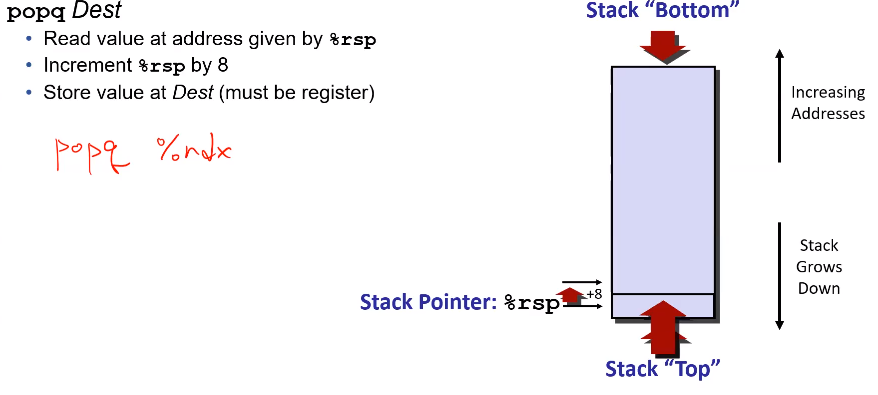 popq Dest
• Read value at address given by %rsp
• Increment %rsp by 8
• Store value at Dest (must be register)
popq %rdx
Stack “Bottom”
Increasing
Addresses
Stack
Grows
Down
Stack Pointer: %rsp
+8
Stack “Top”